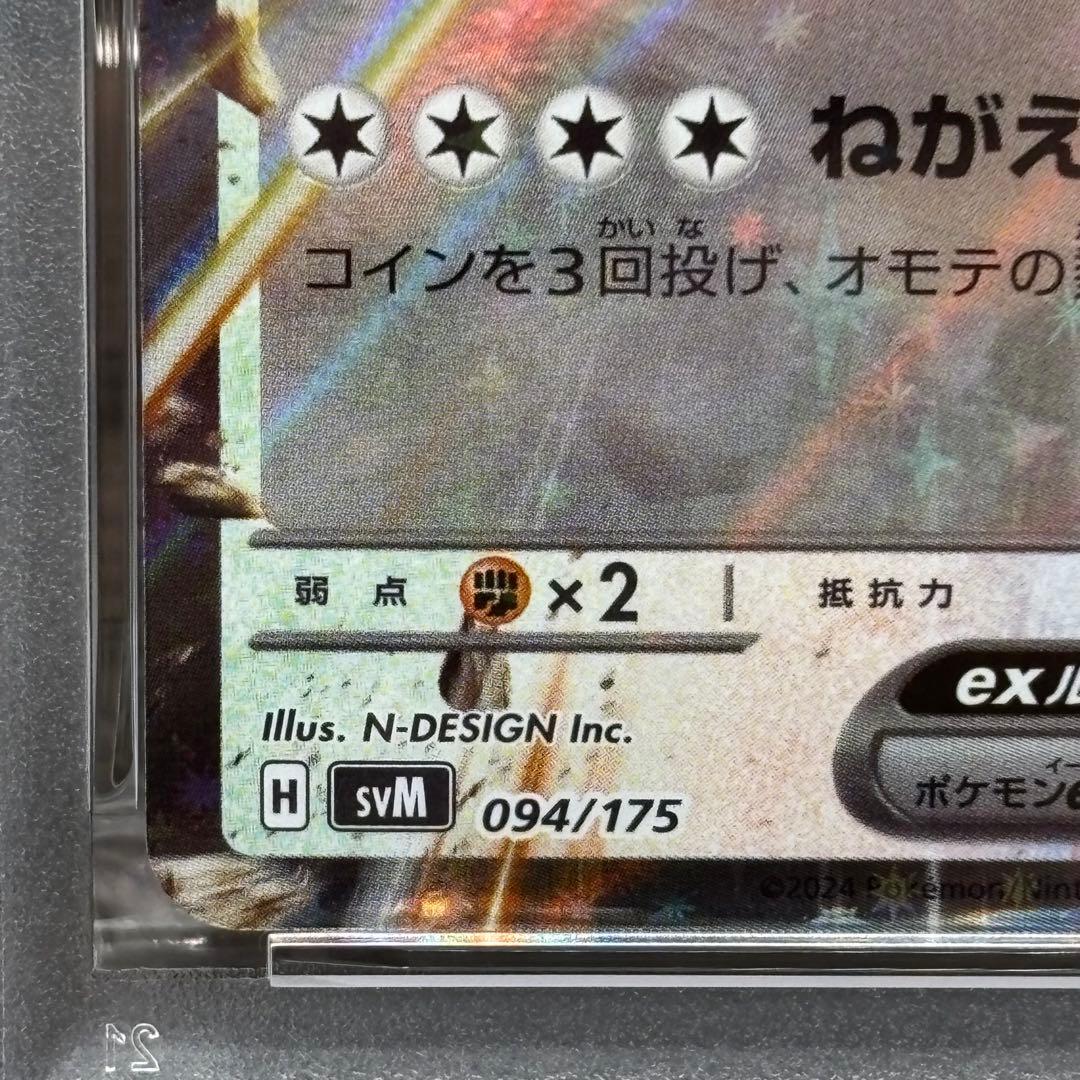 ねがえ
かい な
コインを3回投げ、オモテの
弱点 ×2 抵抗力
exル
Illus. N-DESIGN Inc.
イー
ポケモンe
H svM 094/175
©2024 Pokémon/Nint
21